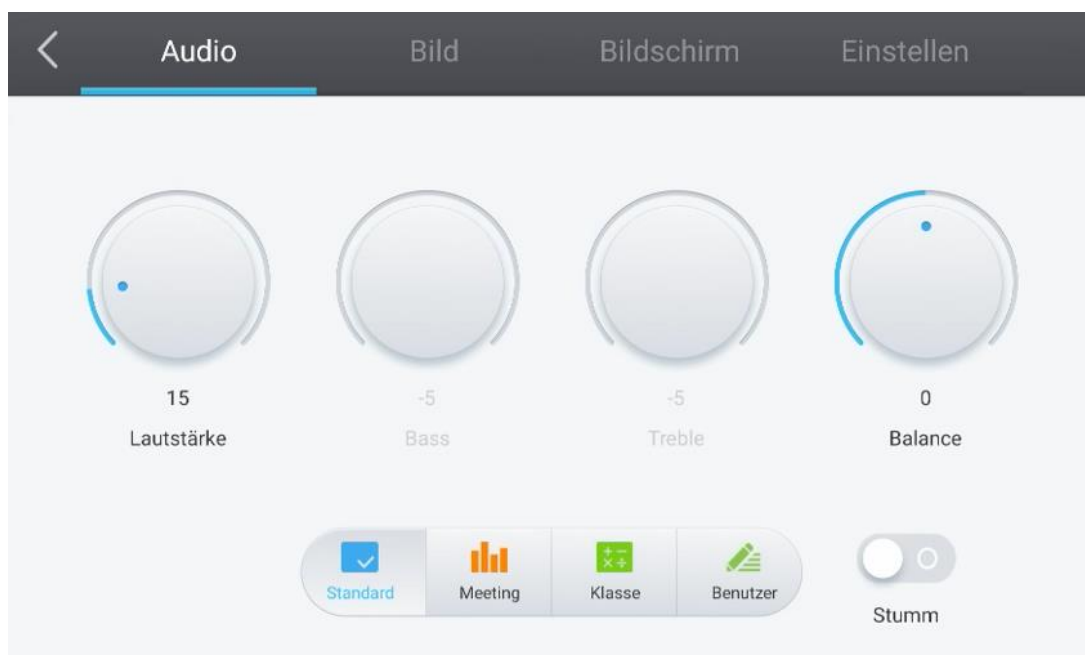 Audio Bild Bildschirm Einstellen
15 -5 -5 0
Lautstärke Bass Treble Balance
Standard Meeting Klasse Benutzer
Stumm